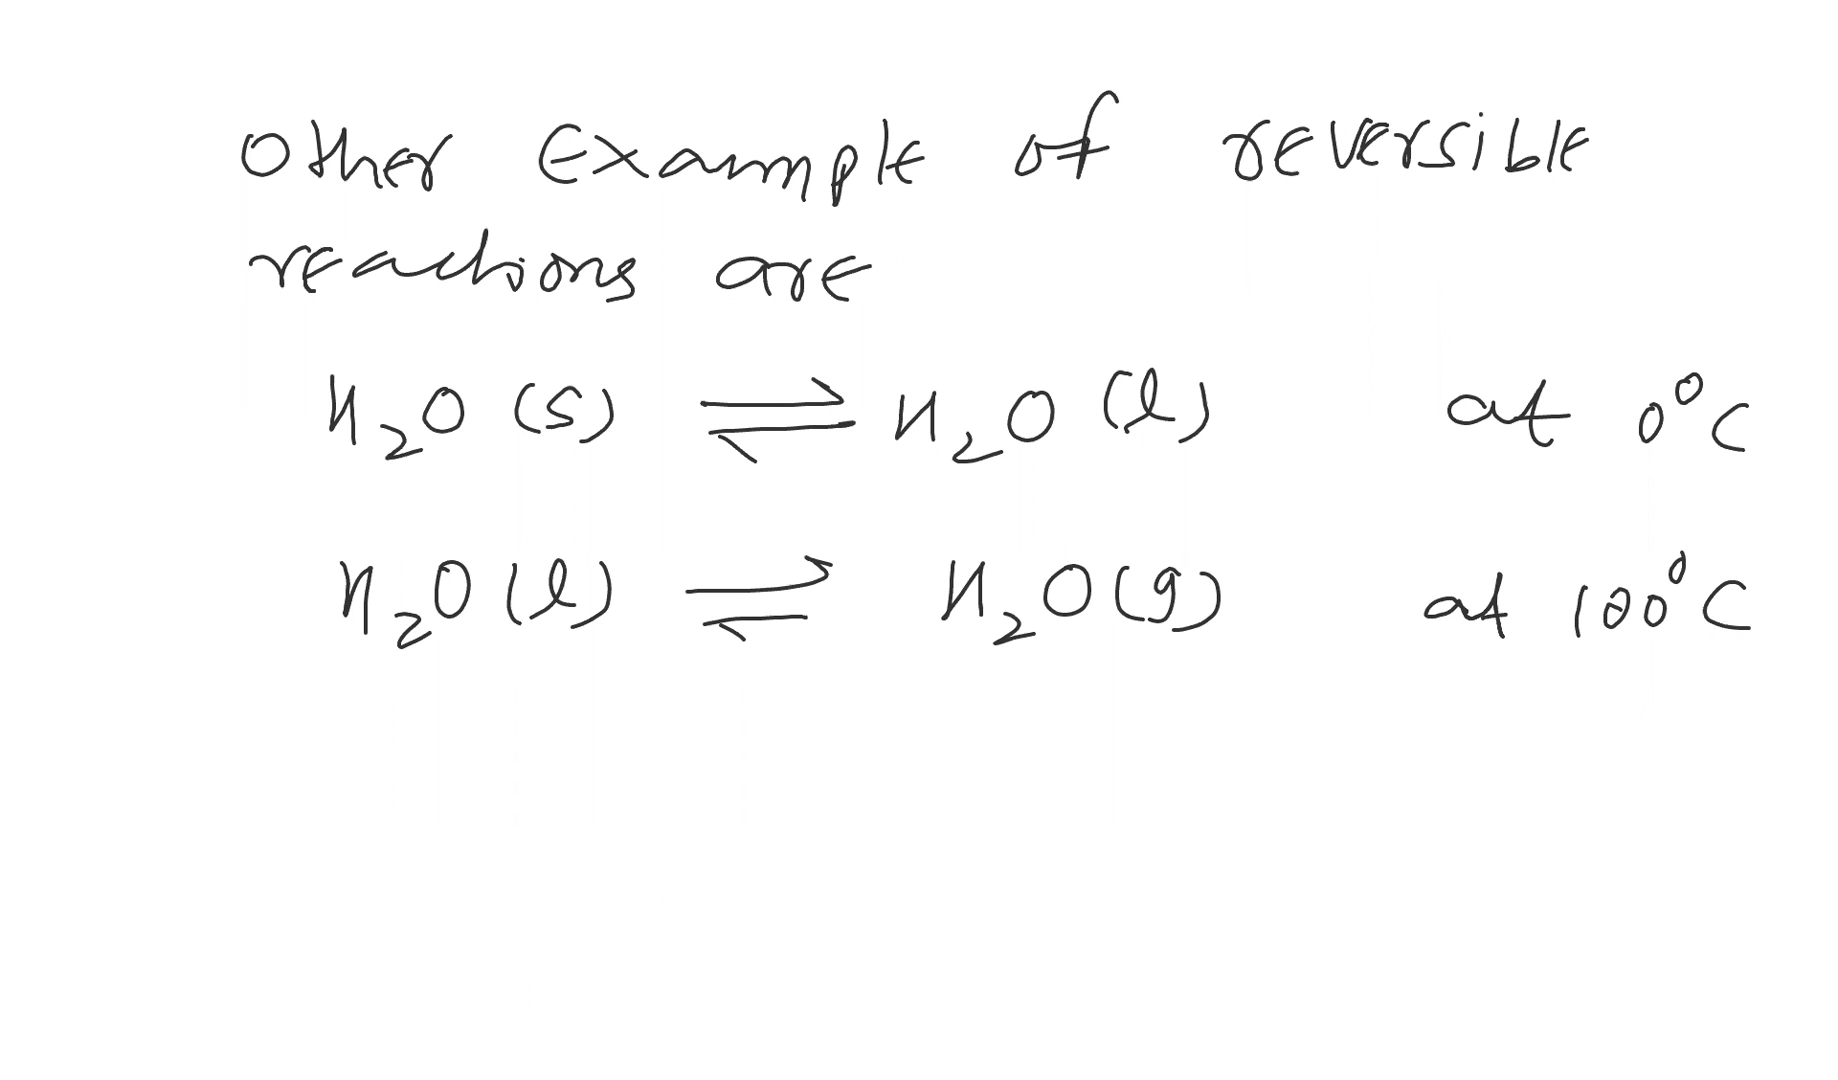 Other Example of reversible
reactions are
H₂O (s) ⇌ H₂O (l) at 0°C
H₂O (l) ⇌ H₂O (g) at 100°C